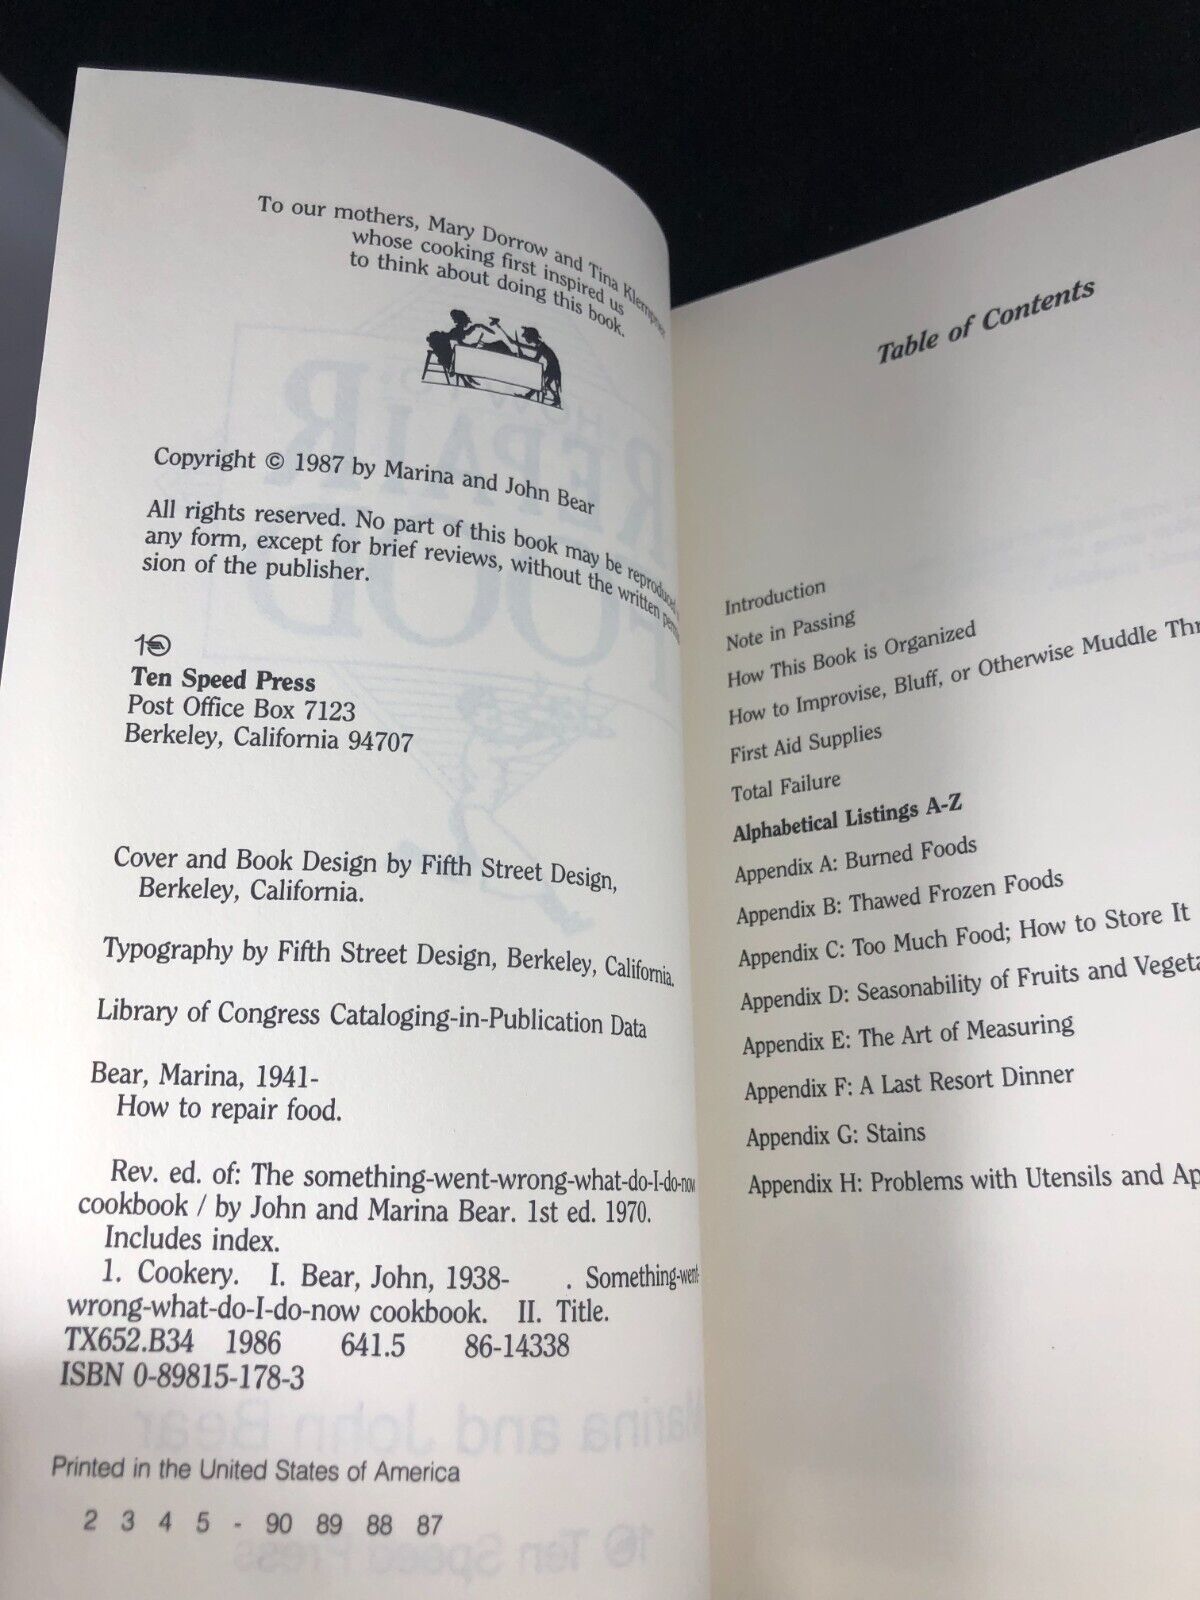 To our mothers, Mary Dorrow and Tina Klempner
whose cooking first inspired us
to think about doing this book.
Copyright © 1987 by Marina and John Bear
All rights reserved. No part of this book may be reproduced
any form, except for brief reviews, without the written
sion of the publisher.
Ten Speed Press
Post Office Box 7123
Berkeley, California 94707
Cover and Book Design by Fifth Street Design,
Berkeley, California.
Typography by Fifth Street Design, Berkeley, California.
Library of Congress Cataloging-in-Publication Data
Bear, Marina, 1941-
How to repair food.
Rev. ed. of: The something-went-wrong-what-do-I-do-now
cookbook / by John and Marina Bear. 1st ed. 1970.
Includes index.
1. Cookery. I. Bear, John, 1938- . Something-went-
wrong-what-do-I-do-now cookbook. II. Title.
TX652.B34 1986 641.5 86-14338
ISBN 0-89815-178-3
Printed in the United States of America
2 3 4 5 - 90 89 88 87
Table of Contents
Introduction
Note in Passing
How This Book is Organized
How to Improvise, Bluff, or Otherwise Muddle Thr
First Aid Supplies
Total Failure
Alphabetical Listings A-Z
Appendix A: Burned Foods
Appendix B: Thawed Frozen Foods
Appendix C: Too Much Food; How to Store It
Appendix D: Seasonability of Fruits and Vegeta
Appendix E: The Art of Measuring
Appendix F: A Last Resort Dinner
Appendix G: Stains
Appendix H: Problems with Utensils and Ap